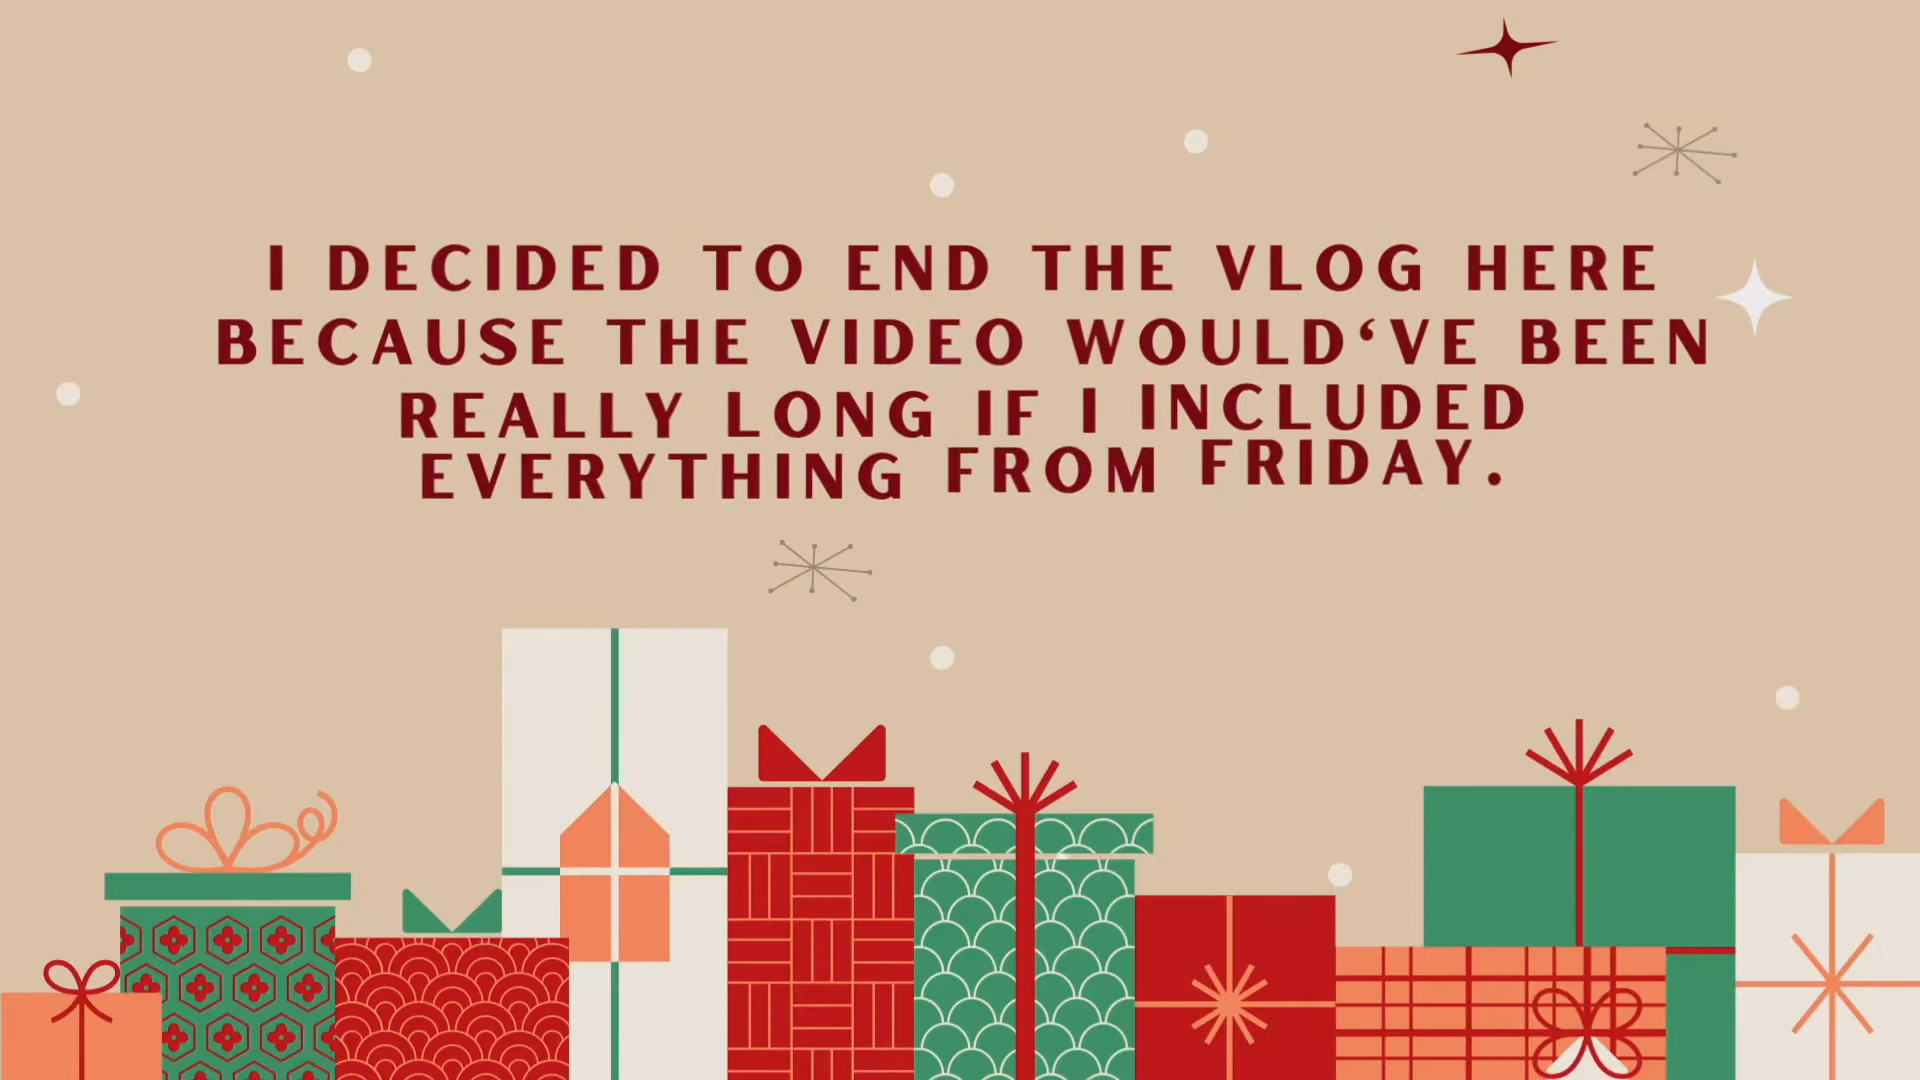 I DECIDED TO END THE VLOG HERE
BECAUSE THE VIDEO WOULD‘VE BEEN
REALLY LONG IF I INCLUDED
EVERYTHING FROM FRIDAY.